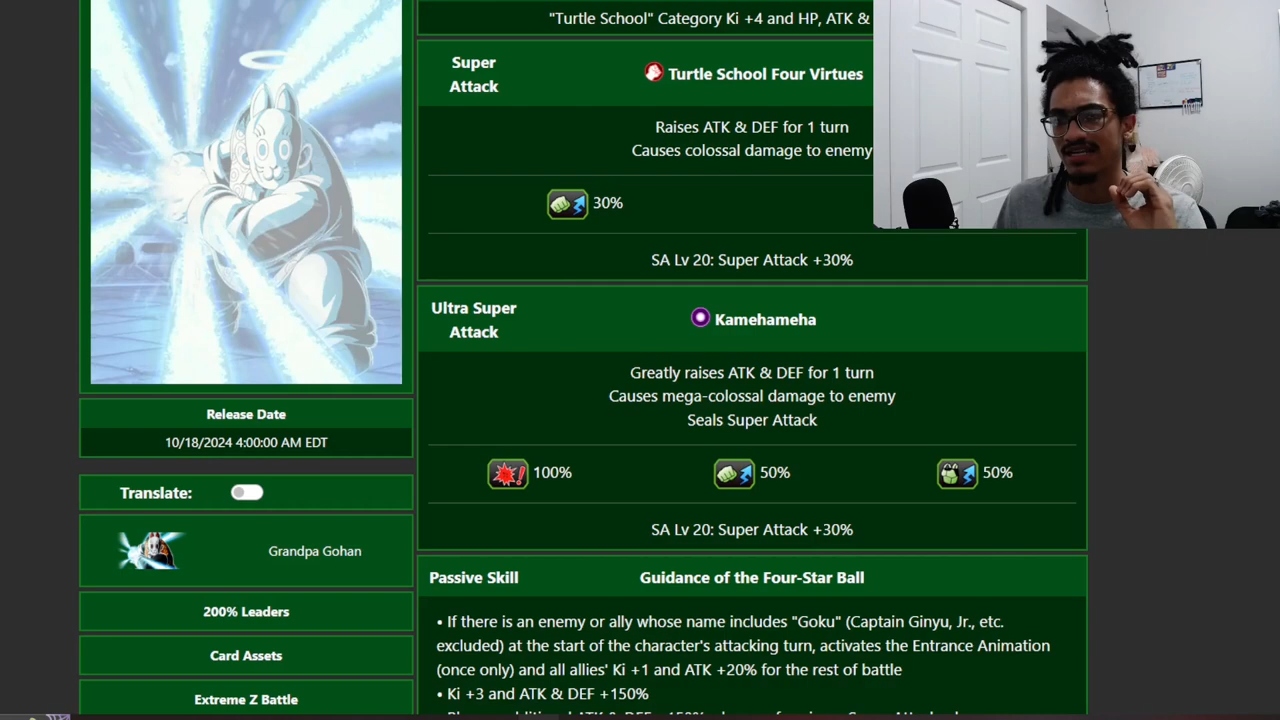 "Turtle School" Category Ki +4 and HP, ATK &
Super
Attack
Turtle School Four Virtues
Raises ATK & DEF for 1 turn
Causes colossal damage to enemy
30%
SA Lv 20: Super Attack +30%
Ultra Super
Attack
Kamehameha
Greatly raises ATK & DEF for 1 turn
Causes mega-colossal damage to enemy
Seals Super Attack
100%
50%
50%
SA Lv 20: Super Attack +30%
Release Date
10/18/2024 4:00:00 AM EDT
Translate:
Grandpa Gohan
200% Leaders
Card Assets
Extreme Z Battle
Passive Skill
Guidance of the Four-Star Ball
• If there is an enemy or ally whose name includes "Goku" (Captain Ginyu, Jr., etc.
excluded) at the start of the character's attacking turn, activates the Entrance Animation
(once only) and all allies' Ki +1 and ATK +20% for the rest of battle
• Ki +3 and ATK & DEF +150%